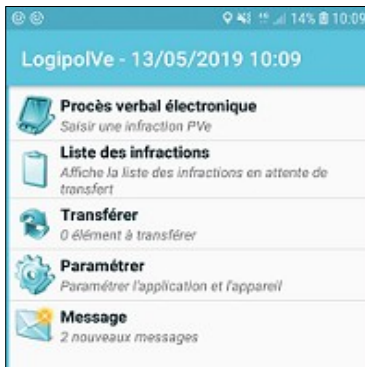 14% 10:09
LogipolVe - 13/05/2019 10:09
Procès verbal électronique
Saisir une infraction PVe
Liste des infractions
Affiche la liste des infractions en attente de
transfert
Transférer
0 élément à transférer
Paramétrer
Paramétrer l'application et l'appareil
Message
2 nouveaux messages